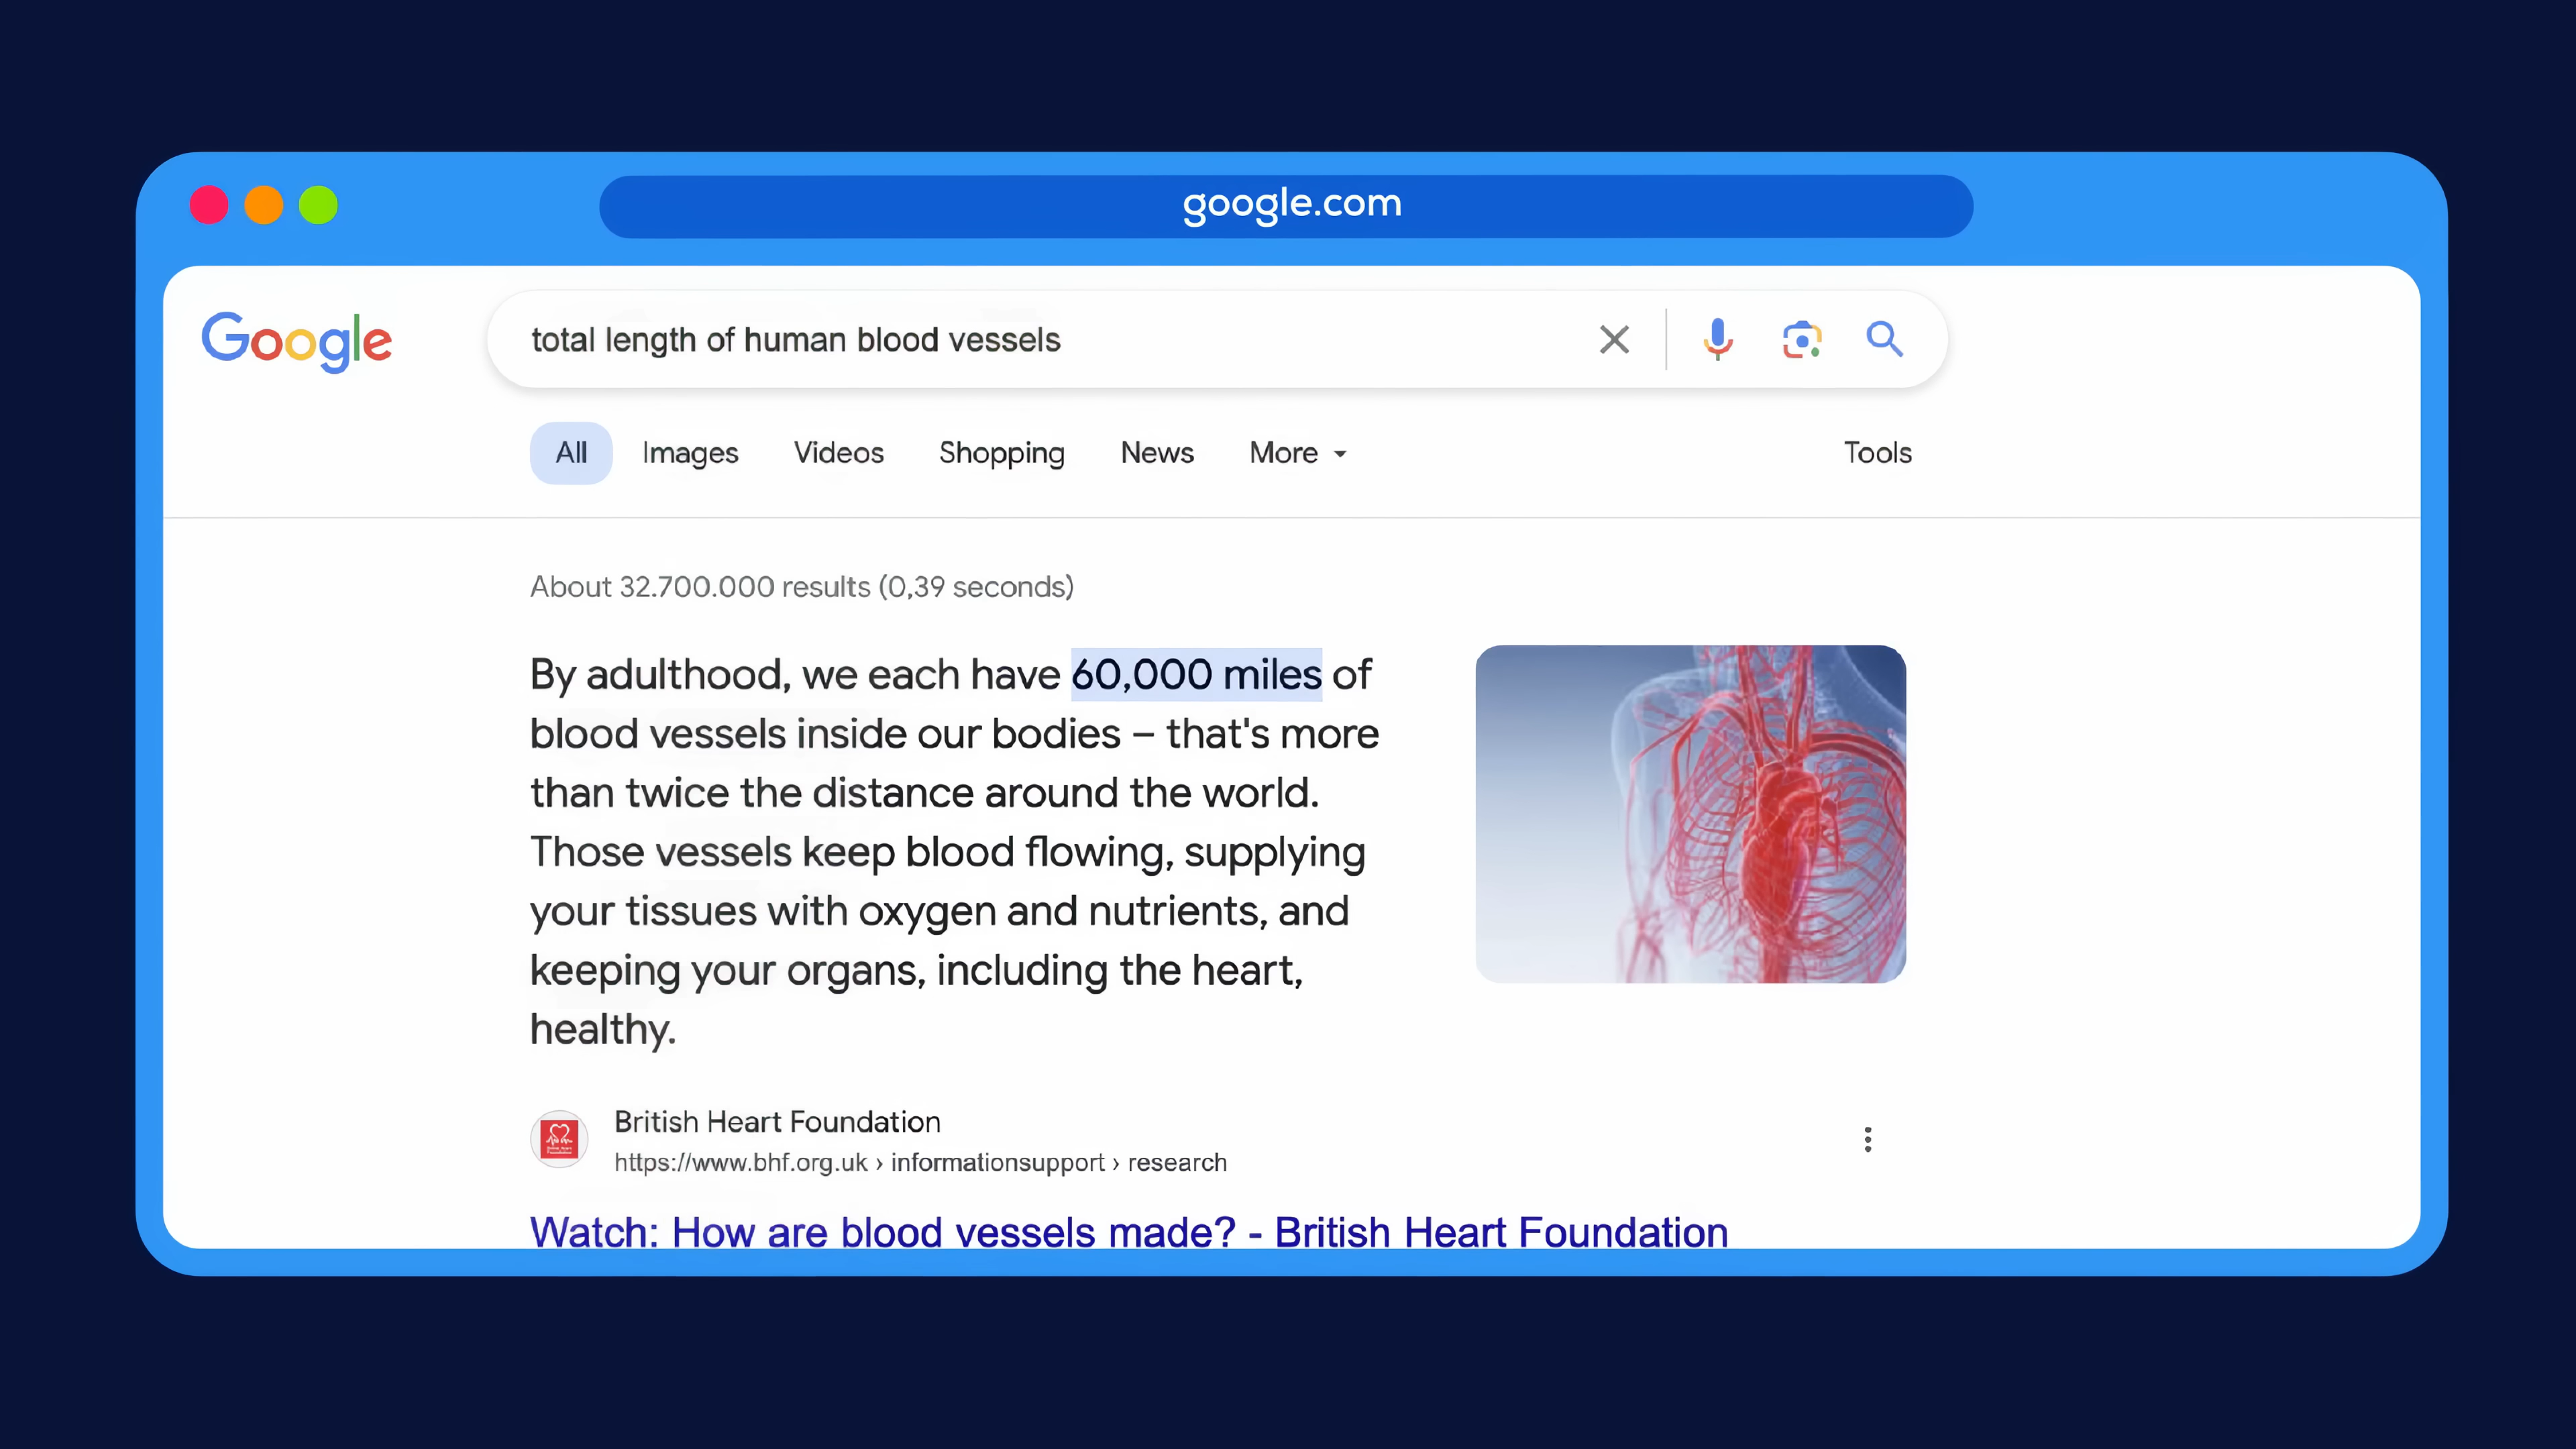 google.com
Google
total length of human blood vessels
All Images Videos Shopping News More Tools
About 32.700.000 results (0,39 seconds)
By adulthood, we each have 60,000 miles of
blood vessels inside our bodies – that's more
than twice the distance around the world.
Those vessels keep blood flowing, supplying
your tissues with oxygen and nutrients, and
keeping your organs, including the heart,
healthy.
British Heart Foundation
https://www.bhf.org.uk › informationsupport › research
Watch: How are blood vessels made? - British Heart Foundation